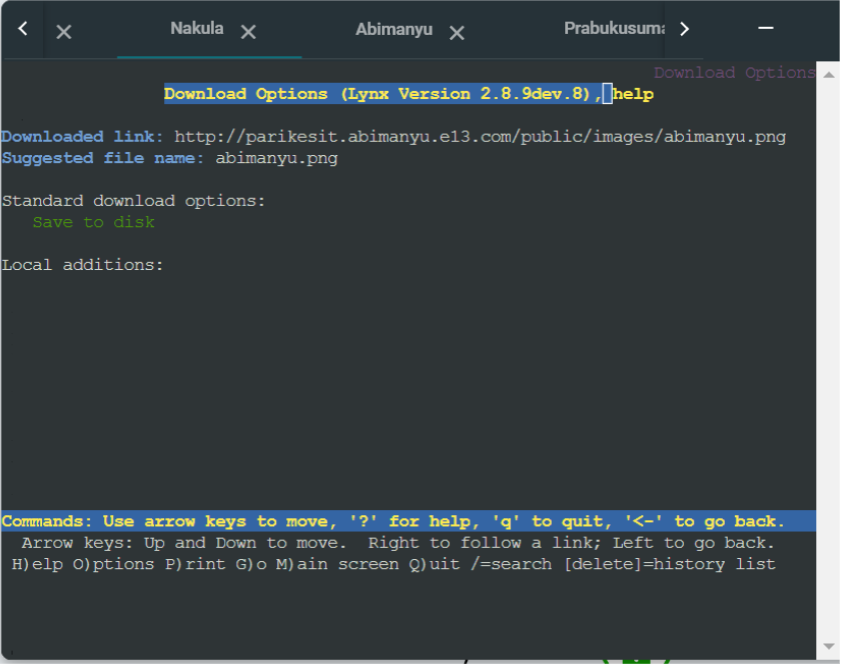 Nakula Abimanyu Prabukusuma
Download Options
Download Options (Lynx Version 2.8.9dev.8), help
Downloaded link: http://parikesit.abimanyu.e13.com/public/images/abimanyu.png
Suggested file name: abimanyu.png
Standard download options:
Save to disk
Local additions:
Commands: Use arrow keys to move, '?' for help, 'q' to quit, '<-' to go back.
Arrow keys: Up and Down to move. Right to follow a link; Left to go back.
H)elp O)ptions P)rint G)o M)ain screen Q)uit /=search [delete]=history list